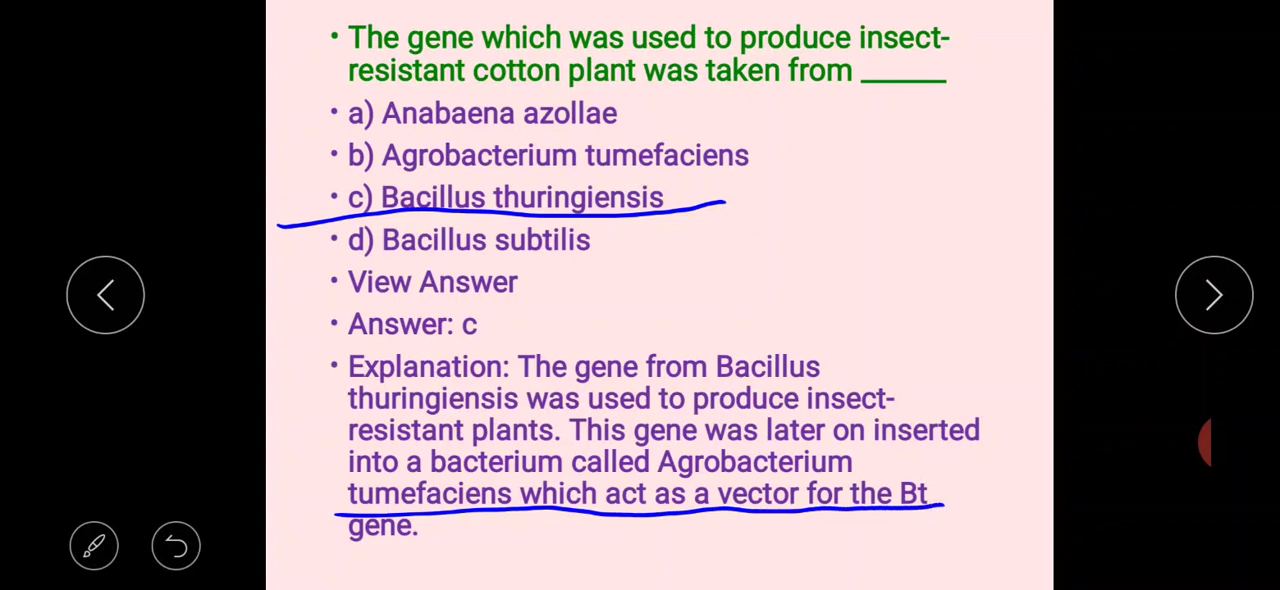 • The gene which was used to produce insect-
resistant cotton plant was taken from ______
• a) Anabaena azollae
• b) Agrobacterium tumefaciens
• c) Bacillus thuringiensis
• d) Bacillus subtilis
• View Answer
• Answer: c
• Explanation: The gene from Bacillus
thuringiensis was used to produce insect-
resistant plants. This gene was later on inserted
into a bacterium called Agrobacterium
tumefaciens which act as a vector for the Bt
gene.